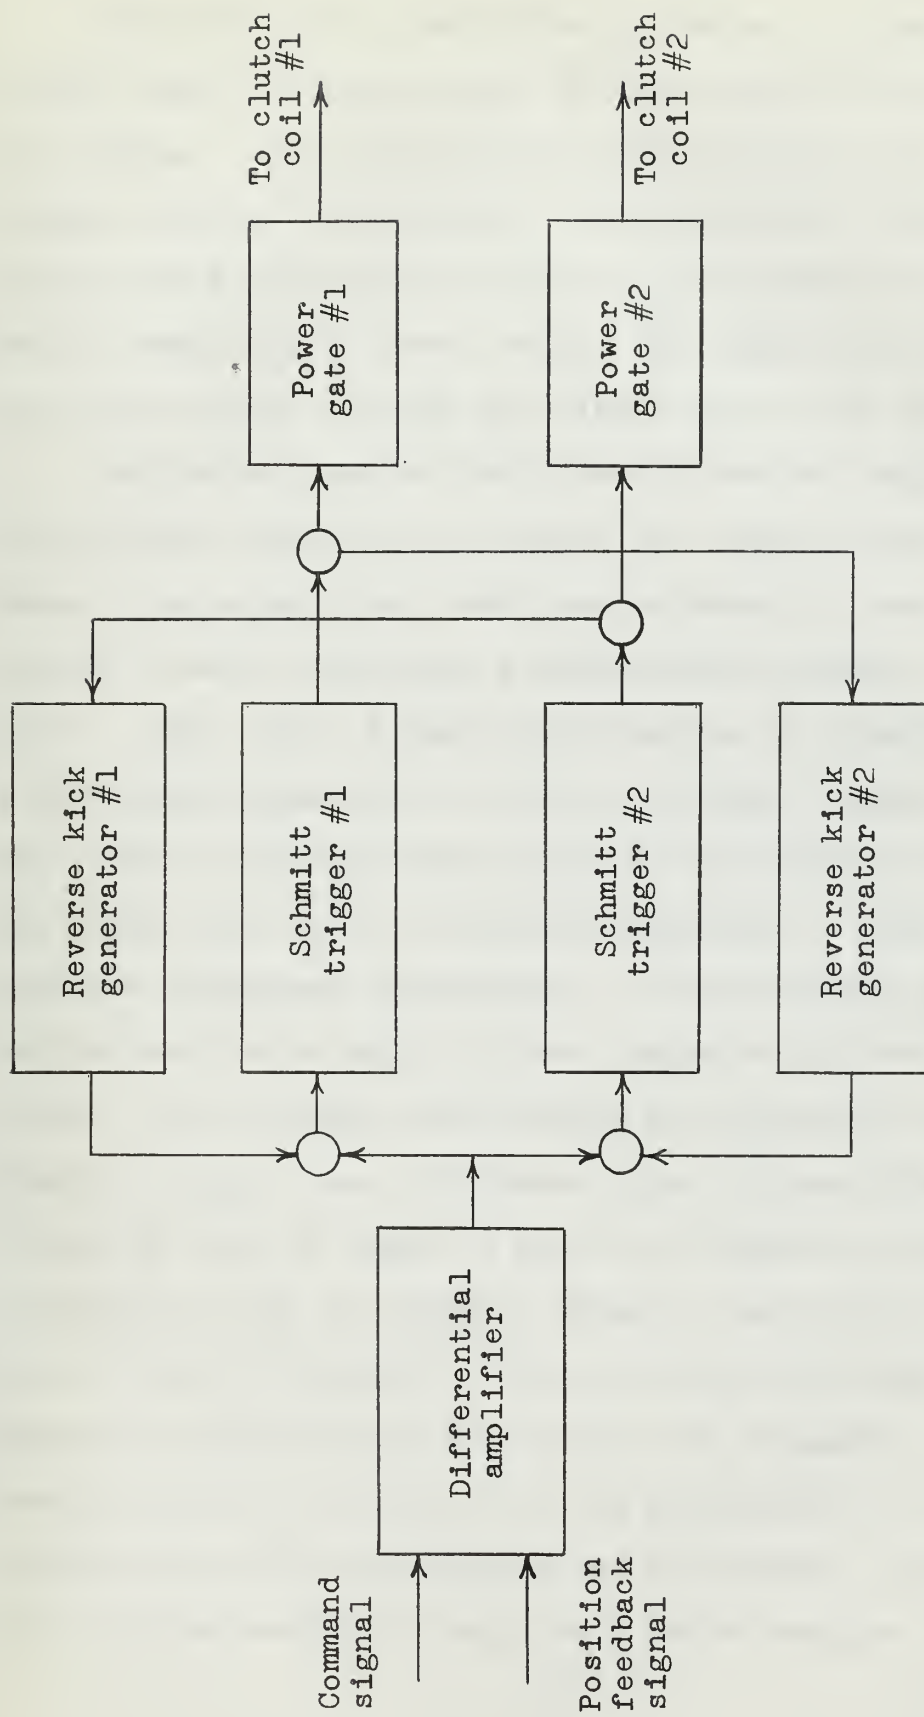 Command
signal
Position
feedback
signal
Differential
amplifier
Reverse kick
generator #1
Schmitt
trigger #1
Schmitt
trigger #2
Reverse kick
generator #2
Power
gate #1
Power
gate #2
To clutch
coil #1
To clutch
coil #2